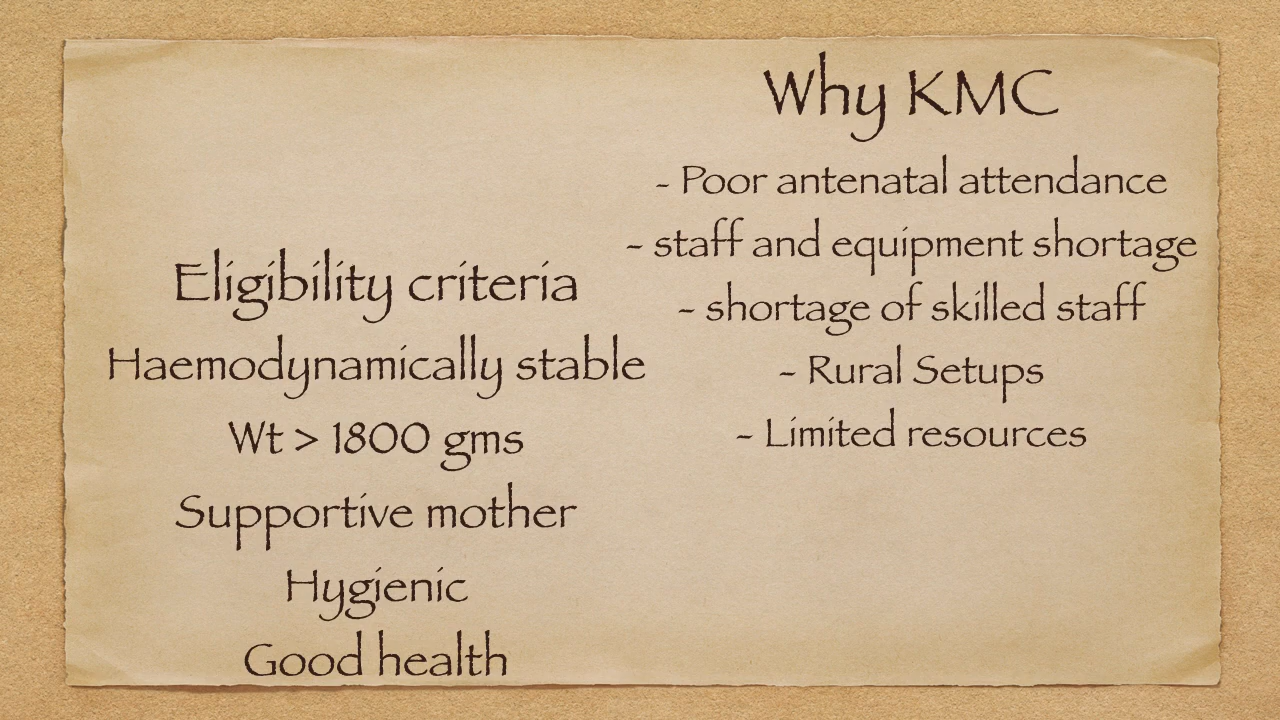 Eligibility criteria
Haemodynamically stable
Wt > 1800 gms
Supportive mother
Hygienic
Good health
Why KMC
- Poor antenatal attendance
- staff and equipment shortage
- shortage of skilled staff
- Rural Setups
- Limited resources